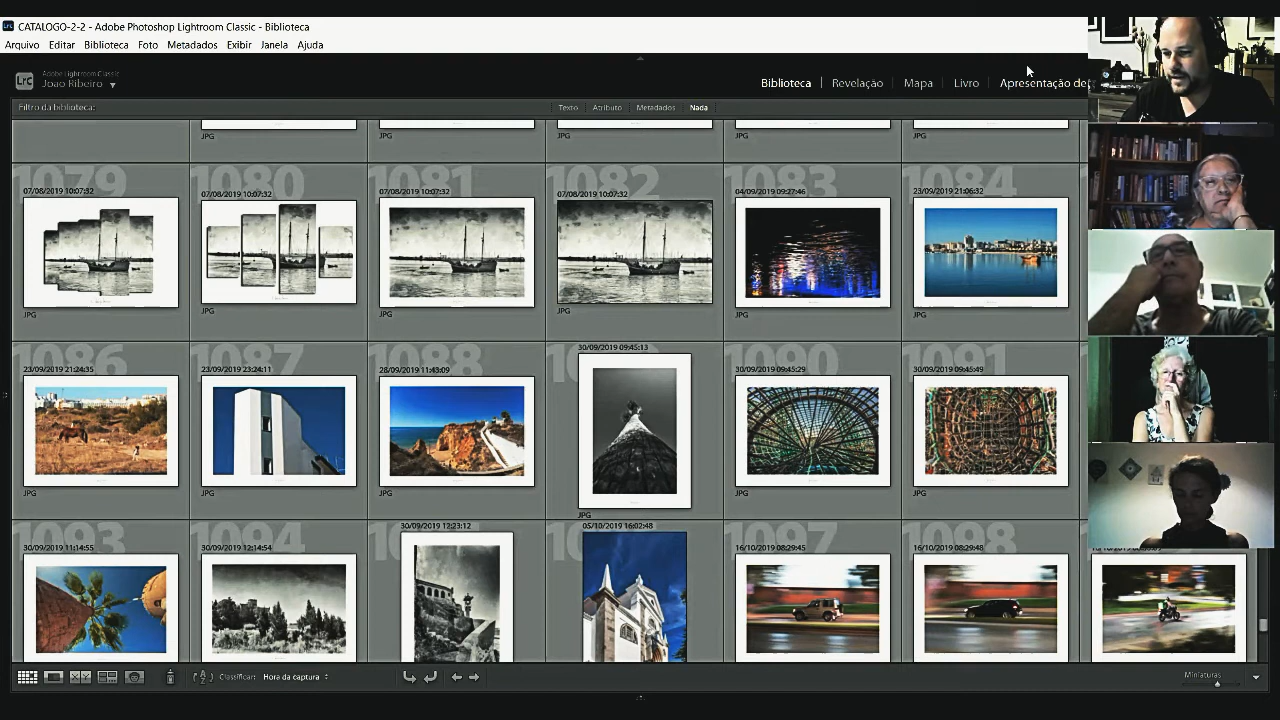 CATALOGO-2-2 - Adobe Photoshop Lightroom Classic - Biblioteca
Arquivo Editar Biblioteca Foto Metadados Exibir Janela Ajuda
Lrc
Adobe Lightroom Classic
Joao Ribeiro
Biblioteca | Revelação | Mapa | Livro | Apresentação de
Filtro da biblioteca:
Texto Atributo Metadados Nada
JPG JPG JPG JPG JPG
1079 1080 1081 1082 1083 1084
07/08/2019 10:07:32 07/08/2019 10:07:32 07/08/2019 10:07:32 07/08/2019 10:07:32 04/09/2019 09:27:46 23/09/2019 21:06:32
JPG JPG JPG JPG JPG JPG
1086 1087 1088 1090 1091
23/09/2019 21:24:35 23/09/2019 23:24:11 28/09/2019 11:43:09 30/09/2019 09:45:13 30/09/2019 09:45:29 30/09/2019 09:45:49
JPG JPG JPG JPG JPG JPG
1093 1094 1097 1098
30/09/2019 11:14:55 30/09/2019 12:14:54 30/09/2019 12:23:12 05/10/2019 16:02:48 16/10/2019 08:29:45 16/10/2019 08:29:48
Classificar: Hora da captura
Miniaturas